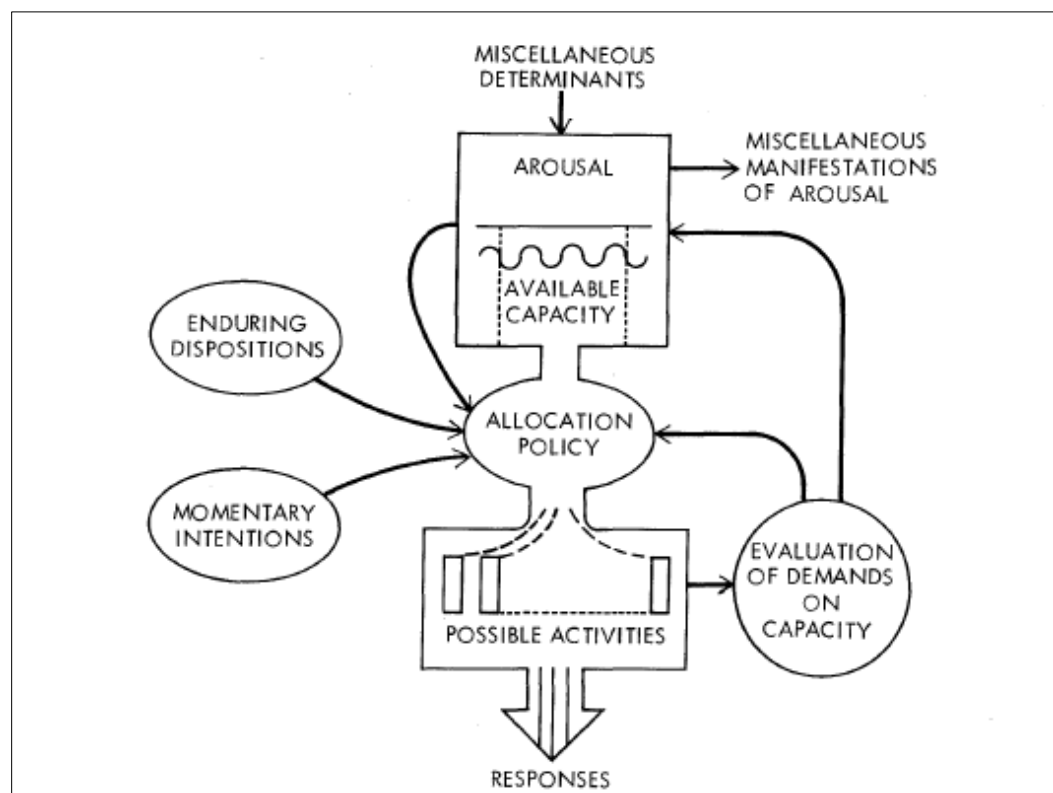 MISCELLANEOUS
DETERMINANTS
AROUSAL
MISCELLANEOUS
MANIFESTATIONS
OF AROUSAL
AVAILABLE
CAPACITY
ENDURING
DISPOSITIONS
ALLOCATION
POLICY
MOMENTARY
INTENTIONS
EVALUATION
OF DEMANDS
ON
CAPACITY
POSSIBLE ACTIVITIES
RESPONSES